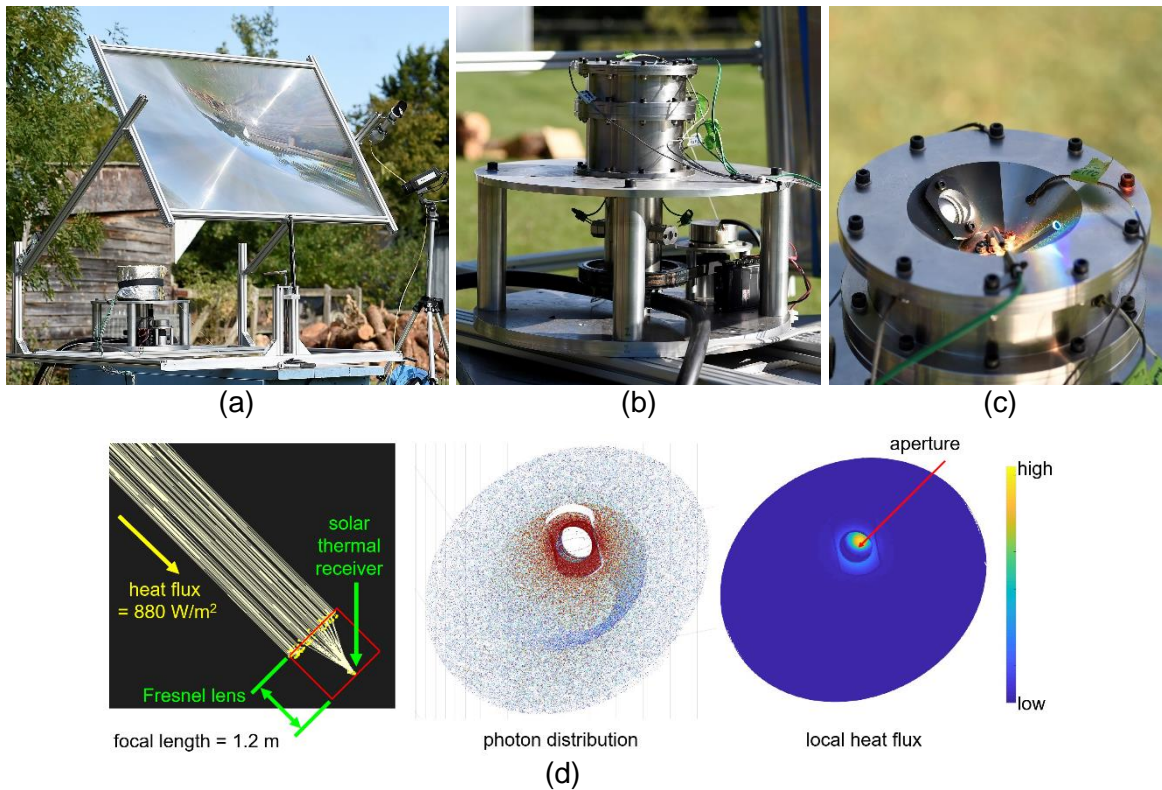 (a)
(b)
(c)
heat flux
= 880 W/m²
solar
thermal
receiver
Fresnel lens
focal length = 1.2 m
photon distribution
aperture
high
low
local heat flux
(d)